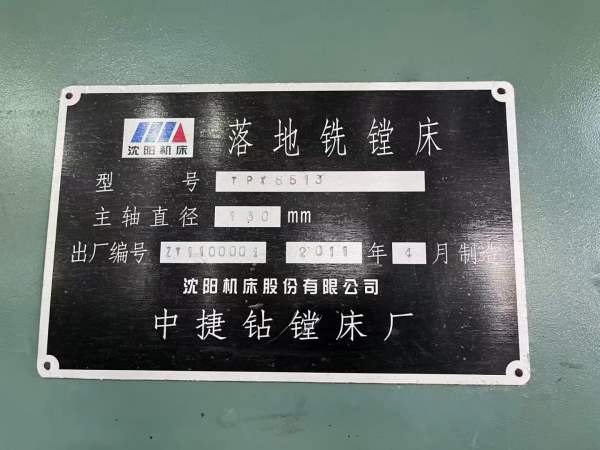 沈阳机床
落地铣镗床
型 号 TPX6513
主轴直径 130 mm
出厂编号 2011 年 4 月制造
沈阳机床股份有限公司
中捷钻镗床厂